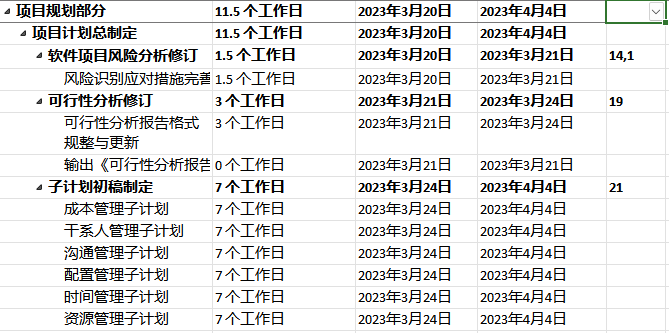 项目规划部分 11.5 个工作日 2023年3月20日 2023年4月4日
项目计划总制定 11.5 个工作日 2023年3月20日 2023年4月4日
软件项目风险分析修订 1.5 个工作日 2023年3月20日 2023年3月21日 14,1
风险识别应对措施完善 1.5 个工作日 2023年3月20日 2023年3月21日
可行性分析修订 3 个工作日 2023年3月21日 2023年3月24日 19
可行性分析报告格式 3 个工作日 2023年3月21日 2023年3月24日
规整与更新
输出《可行性分析报告 0 个工作日 2023年3月21日 2023年3月21日
子计划初稿制定 7 个工作日 2023年3月24日 2023年4月4日 21
成本管理子计划 7 个工作日 2023年3月24日 2023年4月4日
干系人管理子计划 7 个工作日 2023年3月24日 2023年4月4日
沟通管理子计划 7 个工作日 2023年3月24日 2023年4月4日
配置管理子计划 7 个工作日 2023年3月24日 2023年4月4日
时间管理子计划 7 个工作日 2023年3月24日 2023年4月4日
资源管理子计划 7 个工作日 2023年3月24日 2023年4月4日